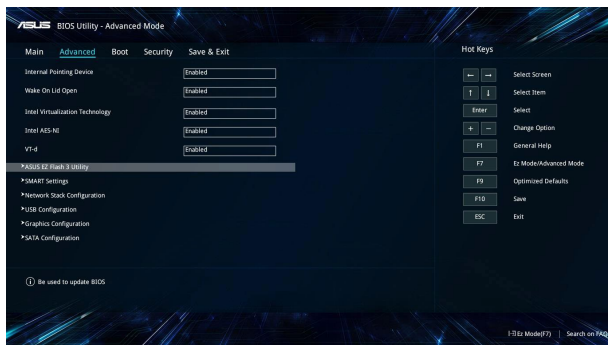 ASUS BIOS Utility - Advanced Mode
Main Advanced Boot Security Save & Exit
Hot Keys
Internal Pointing Device Enabled
Wake On Lid Open Enabled
Intel Virtualization Technology Enabled
Intel AES-NI Enabled
VT-d Enabled
ASUS EZ Flash 3 Utility
SMART Settings
Network Stack Configuration
USB Configuration
Graphics Configuration
SATA Configuration
← → Select Screen
↑ ↓ Select Item
Enter Select
+ − Change Option
F1 General Help
F7 Ez Mode/Advanced Mode
F9 Optimized Defaults
F10 Save
ESC Exit
Be used to update BIOS
Ez Mode(F7) | Search on FAQ